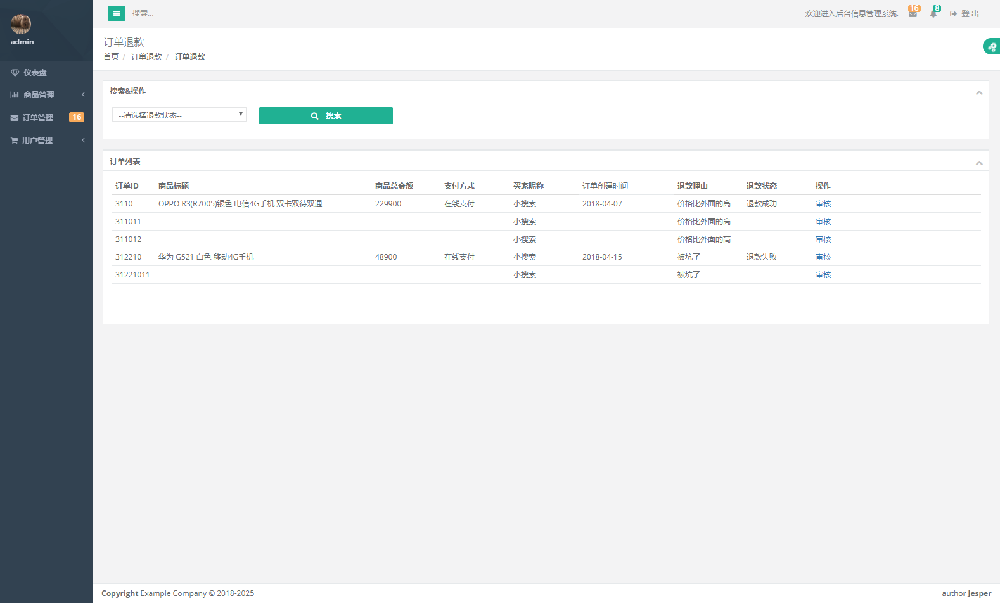 admin
仪表盘
商品管理
订单管理 16
用户管理
搜索...
欢迎进入后台信息管理系统. 16 8 登 出
订单退款
首页 / 订单退款 / 订单退款
搜索&操作
--请选择退款状态-- 搜索
订单列表
订单ID 商品标题 商品总金额 支付方式 买家昵称 订单创建时间 退款理由 退款状态 操作
3110 OPPO R3(R7005)银色 电信4G手机 双卡双待双通 229900 在线支付 小搜索 2018-04-07 价格比外面的高 退款成功 审核
311011 小搜索 价格比外面的高 审核
311012 小搜索 价格比外面的高 审核
312210 华为 G521 白色 移动4G手机 48900 在线支付 小搜索 2018-04-15 被坑了 退款失败 审核
31221011 小搜索 被坑了 审核
Copyright Example Company © 2018-2025
author Jesper